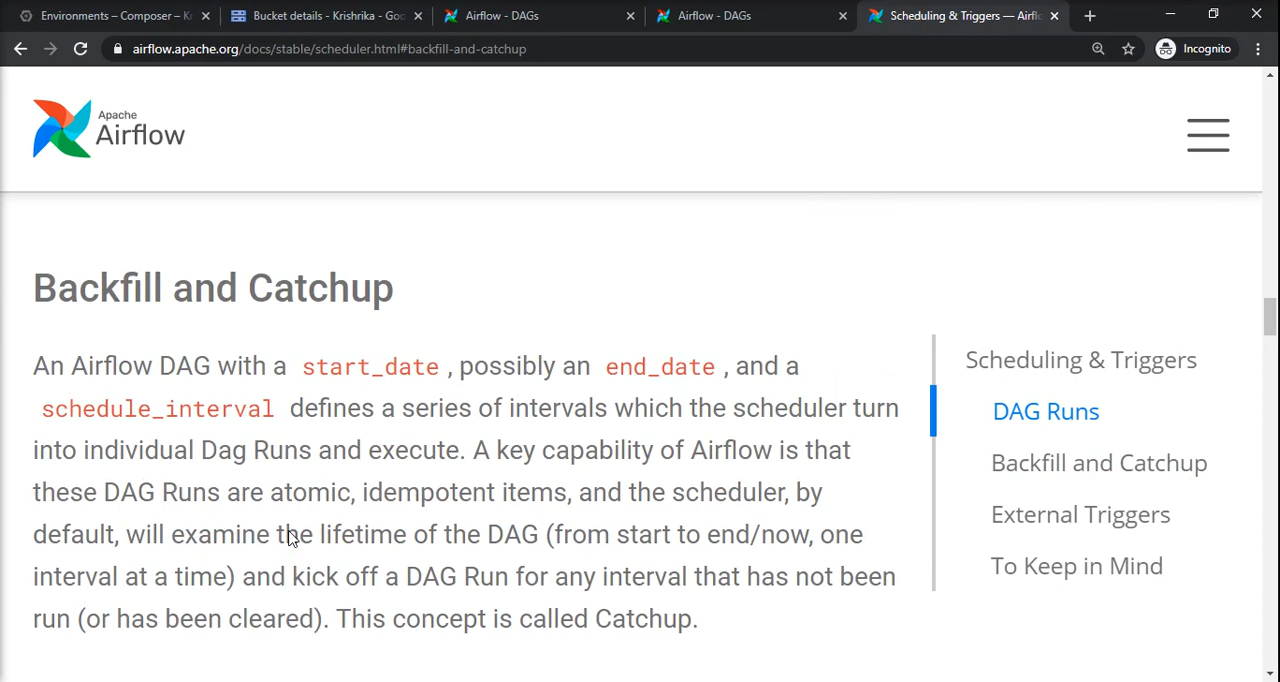 Environments – Composer – K
Bucket details - Krishrika - Goo
Airflow - DAGs
Airflow - DAGs
Scheduling & Triggers — Airfl
airflow.apache.org/docs/stable/scheduler.html#backfill-and-catchup
Incognito
Apache
Airflow
Backfill and Catchup
An Airflow DAG with a start_date , possibly an end_date , and a
schedule_interval defines a series of intervals which the scheduler turn
into individual Dag Runs and execute. A key capability of Airflow is that
these DAG Runs are atomic, idempotent items, and the scheduler, by
default, will examine the lifetime of the DAG (from start to end/now, one
interval at a time) and kick off a DAG Run for any interval that has not been
run (or has been cleared). This concept is called Catchup.
Scheduling & Triggers
DAG Runs
Backfill and Catchup
External Triggers
To Keep in Mind